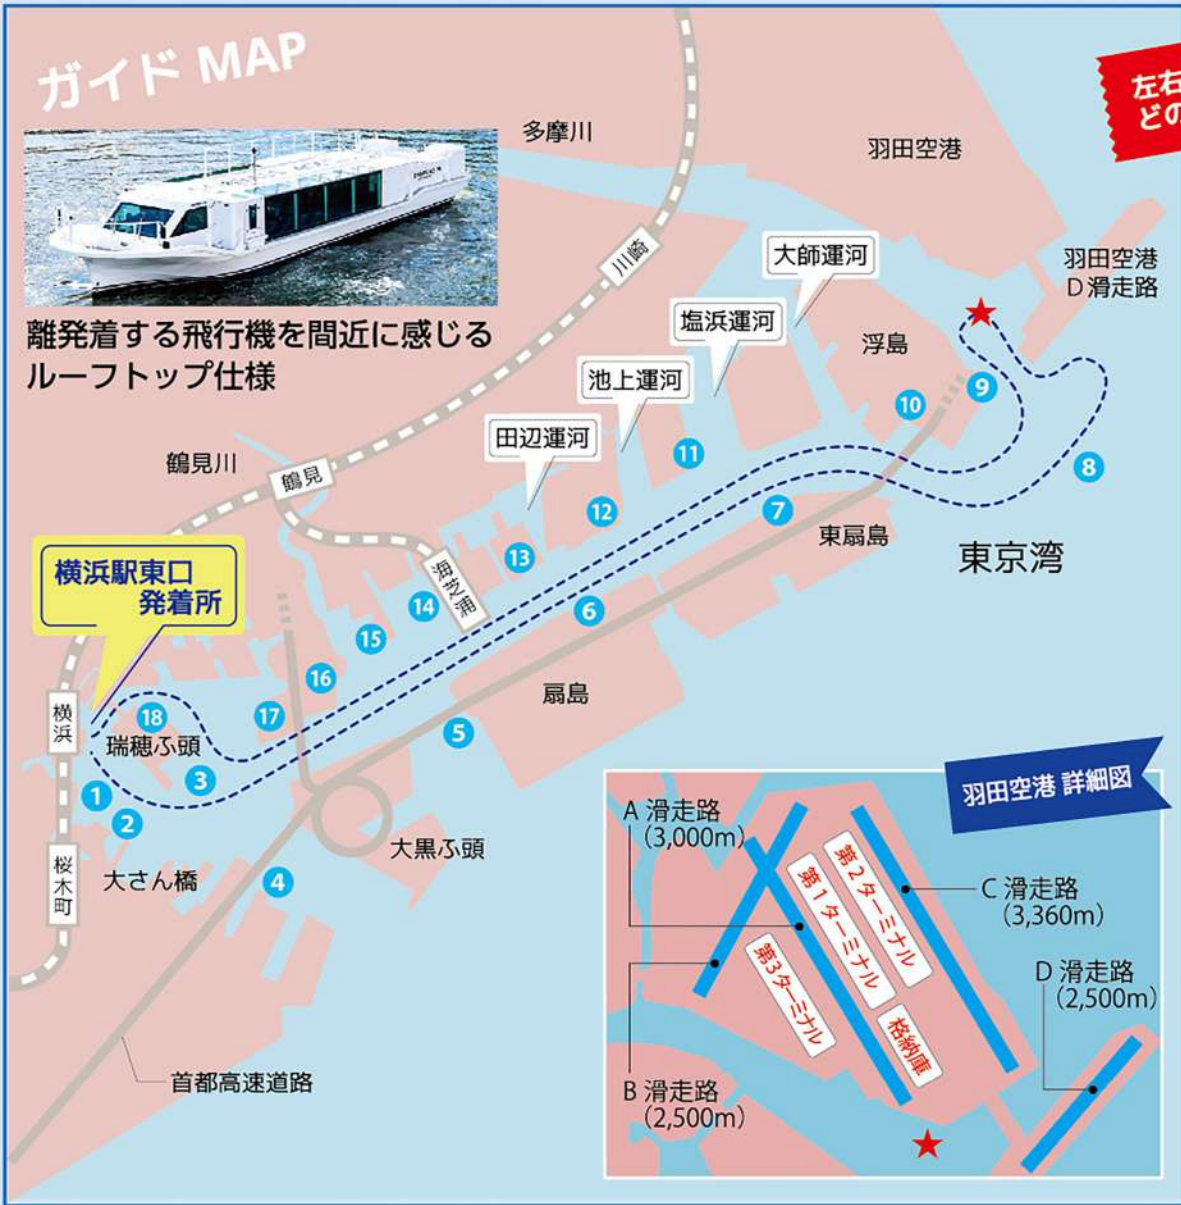 ガイド MAP
左右
どの
離発着する飛行機を間近に感じる
ルーフトップ仕様
多摩川
羽田空港
羽田空港
D 滑走路
川崎
大師運河
塩浜運河
池上運河
田辺運河
浮島
9
10
11
8
12
7
東扇島
東京湾
鶴見川
鶴見
13
海芝浦
14
6
15
扇島
16
5
横浜駅東口
発着所
横浜
17
18
瑞穂ふ頭
3
1
2
桜木町
大さん橋
大黒ふ頭
4
首都高速道路
羽田空港 詳細図
A 滑走路
(3,000m)
第2ターミナル
第1ターミナル
第3ターミナル
格納庫
C 滑走路
(3,360m)
D 滑走路
(2,500m)
B 滑走路
(2,500m)